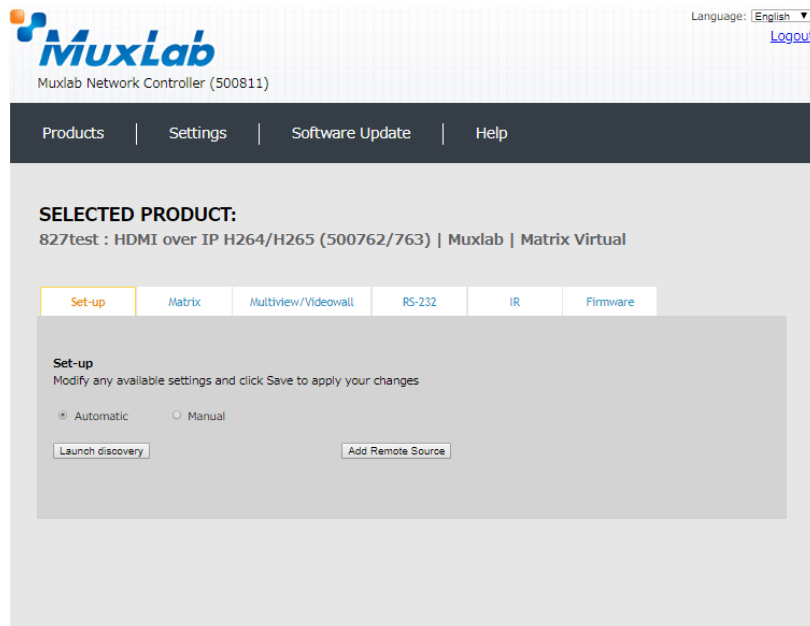 Language: English
Logout
MuxLab
Muxlab Network Controller (500811)
Products Settings Software Update Help
SELECTED PRODUCT:
827test : HDMI over IP H264/H265 (500762/763) | Muxlab | Matrix Virtual
Set-up Matrix Multiview/Videowall RS-232 IR Firmware
Set-up
Modify any available settings and click Save to apply your changes
Automatic Manual
Launch discovery Add Remote Source